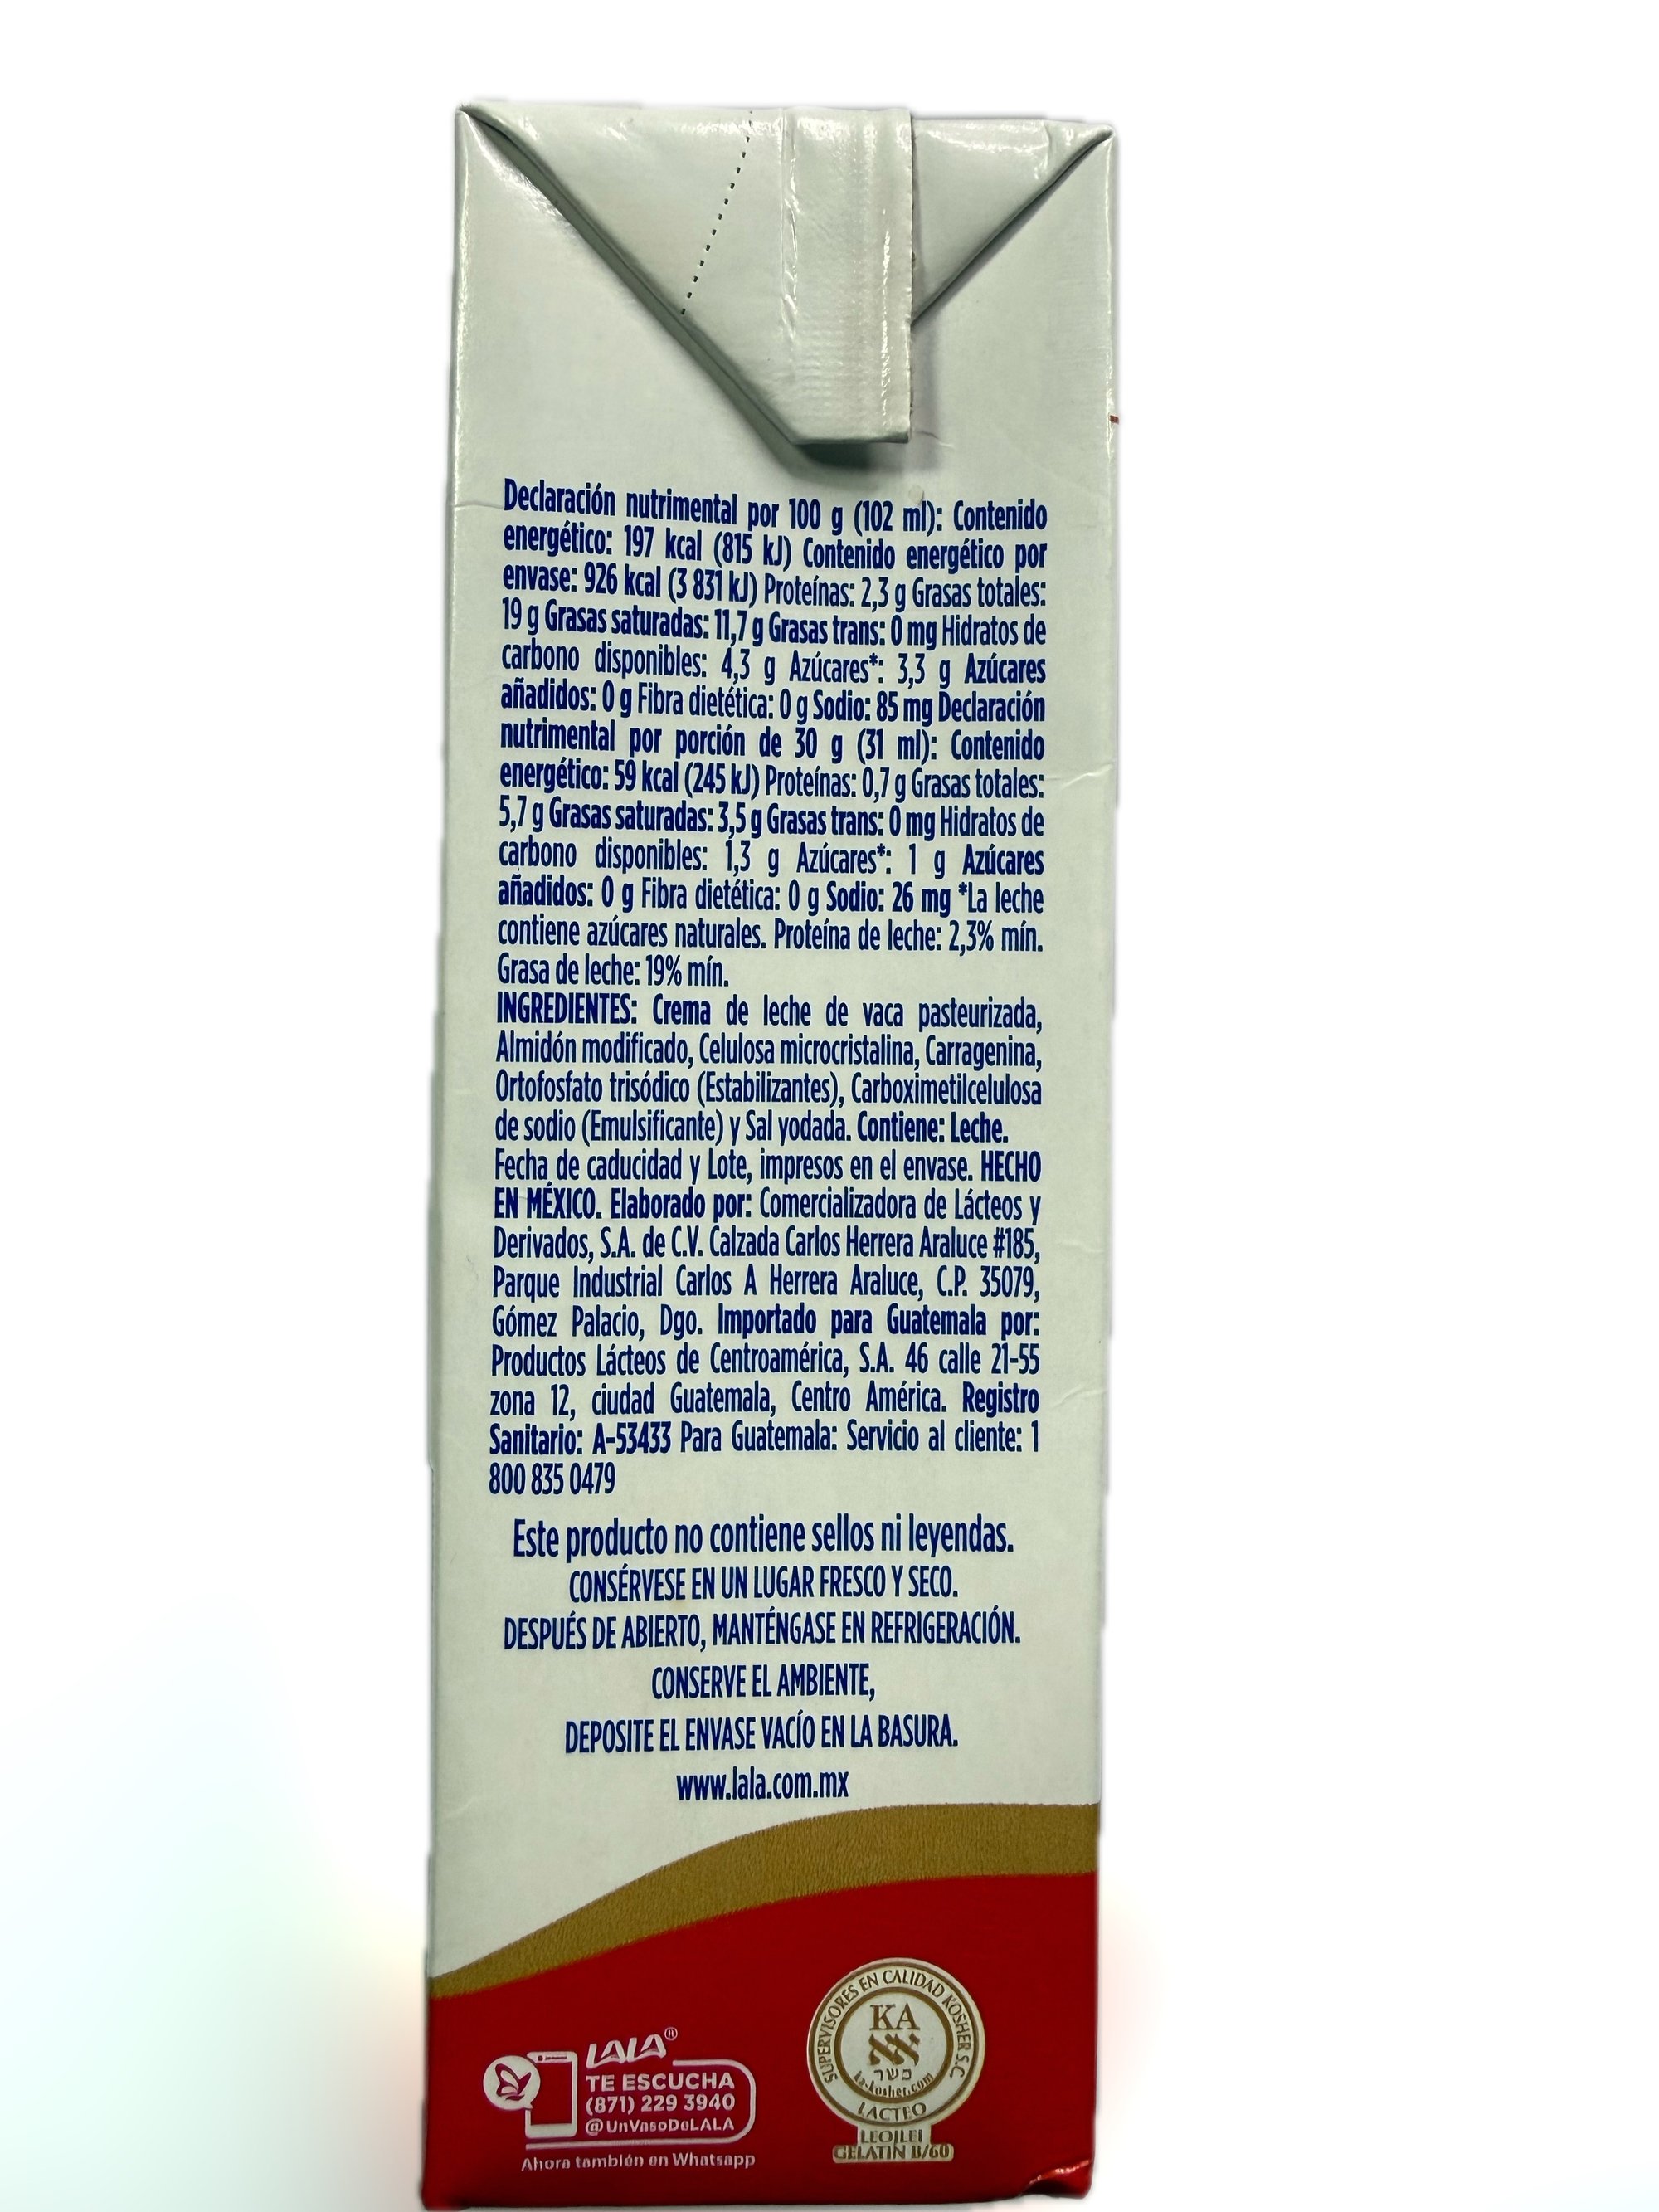 Declaración nutrimental por 100 g (102 ml): Contenido
energético: 197 kcal (815 kJ) Contenido energético por
envase: 926 kcal (3 831 kJ) Proteínas: 2,3 g Grasas totales:
19 g Grasas saturadas: 11,7 g Grasas trans: 0 mg Hidratos de
carbono disponibles: 4,3 g Azúcares*: 3,3 g Azúcares
añadidos: 0 g Fibra dietética: 0 g Sodio: 85 mg Declaración
nutrimental por porción de 30 g (31 ml): Contenido
energético: 59 kcal (245 kJ) Proteínas: 0,7 g Grasas totales:
5,7 g Grasas saturadas: 3,5 g Grasas trans: 0 mg Hidratos de
carbono disponibles: 1,3 g Azúcares*: 1 g Azúcares
añadidos: 0 g Fibra dietética: 0 g Sodio: 26 mg *La leche
contiene azúcares naturales. Proteína de leche: 2,3% mín.
Grasa de leche: 19% mín.
INGREDIENTES: Crema de leche de vaca pasteurizada,
Almidón modificado, Celulosa microcristalina, Carragenina,
Ortofosfato trisódico (Estabilizantes), Carboximetilcelulosa
de sodio (Emulsificante) y Sal yodada. Contiene: Leche.
Fecha de caducidad y Lote, impresos en el envase. HECHO
EN MÉXICO. Elaborado por: Comercializadora de Lácteos y
Derivados, S.A. de C.V. Calzada Carlos Herrera Araluce #185,
Parque Industrial Carlos A Herrera Araluce, C.P. 35079,
Gómez Palacio, Dgo. Importado para Guatemala por:
Productos Lácteos de Centroamérica, S.A. 46 calle 21-55
zona 12, ciudad Guatemala, Centro América. Registro
Sanitario: A-53433 Para Guatemala: Servicio al cliente: 1
800 835 0479
Este producto no contiene sellos ni leyendas.
CONSÉRVESE EN UN LUGAR FRESCO Y SECO.
DESPUÉS DE ABIERTO, MANTÉNGASE EN REFRIGERACIÓN.
CONSERVE EL AMBIENTE,
DEPOSITE EL ENVASE VACÍO EN LA BASURA.
www.lala.com.mx
LALA®
TE ESCUCHA
(871) 229 3940
@UnVasoDeLALA
Ahora también en Whatsapp
SUPERVISORES EN CALIDAD KOSHER S.C.
KA
כשר
ka-kosher.com
LACTEO
LEO|LEI
GELATIN B/60